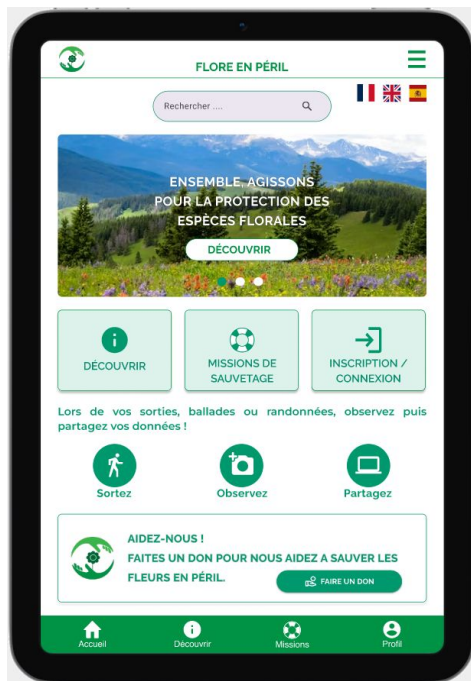 FLORE EN PÉRIL
Rechercher ....
ENSEMBLE, AGISSONS
POUR LA PROTECTION DES
ESPÈCES FLORALES
DÉCOUVRIR
DÉCOUVRIR
MISSIONS DE
SAUVETAGE
INSCRIPTION /
CONNEXION
Lors de vos sorties, ballades ou randonnées, observez puis
partagez vos données !
Sortez
Observez
Partagez
AIDEZ-NOUS !
FAITES UN DON POUR NOUS AIDEZ A SAUVER LES
FLEURS EN PÉRIL.
FAIRE UN DON
Accueil
Découvrir
Missions
Profil